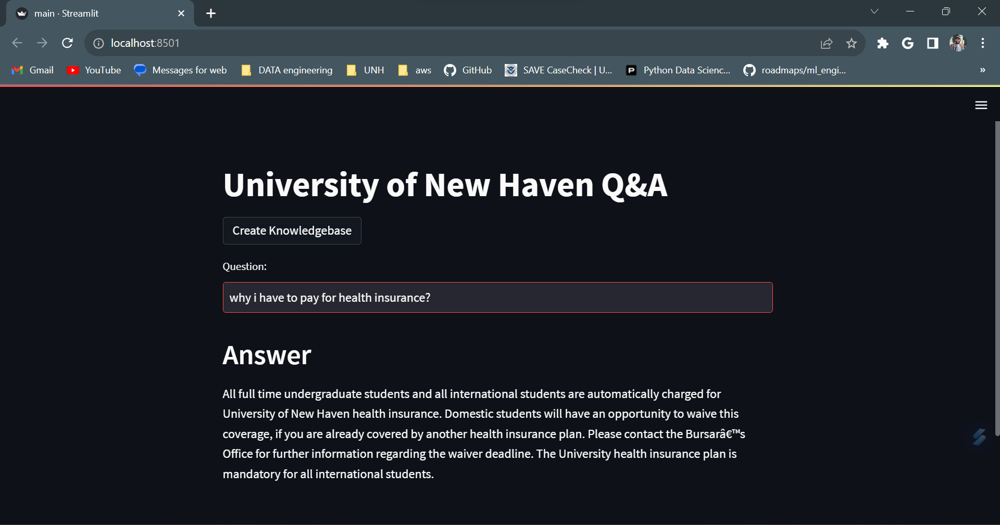 main · Streamlit
localhost:8501
Gmail YouTube Messages for web DATA engineering UNH aws GitHub SAVE CaseCheck | U... Python Data Scienc... roadmaps/ml_engi... »
University of New Haven Q&A
Create Knowledgebase
Question:
why i have to pay for health insurance?
Answer
All full time undergraduate students and all international students are automatically charged for
University of New Haven health insurance. Domestic students will have an opportunity to waive this
coverage, if you are already covered by another health insurance plan. Please contact the Bursarâ€™s
Office for further information regarding the waiver deadline. The University health insurance plan is
mandatory for all international students.